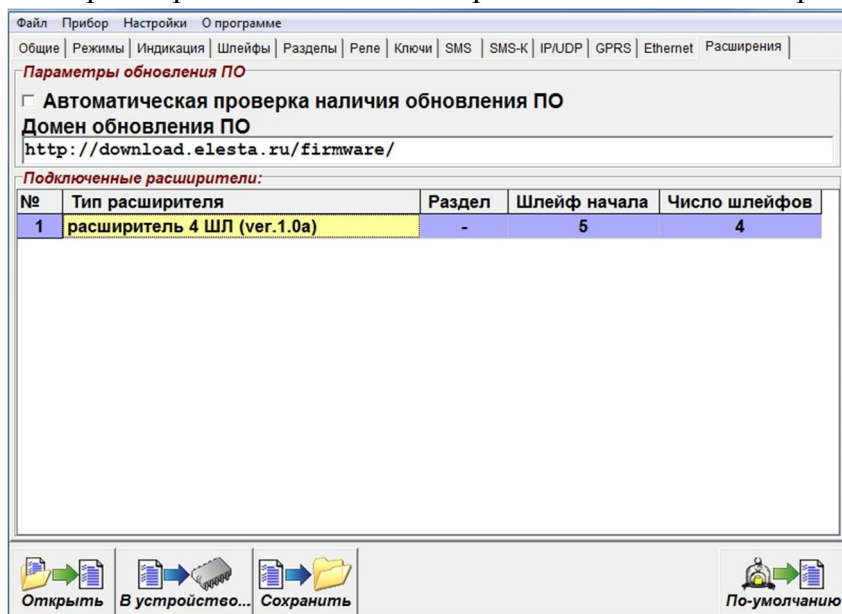 Файл Прибор Настройки О программе
Общие Режимы Индикация Шлейфы Разделы Реле Ключи SMS SMS-K IP/UDP GPRS Ethernet Расширения
Параметры обновления ПО
Автоматическая проверка наличия обновления ПО
Домен обновления ПО
http://download.elesta.ru/firmware/
Подключенные расширители:
№ Тип расширителя Раздел Шлейф начала Число шлейфов
1 расширитель 4 ШЛ (ver.1.0a) - 5 4
Открыть В устройство... Сохранить По-умолчанию